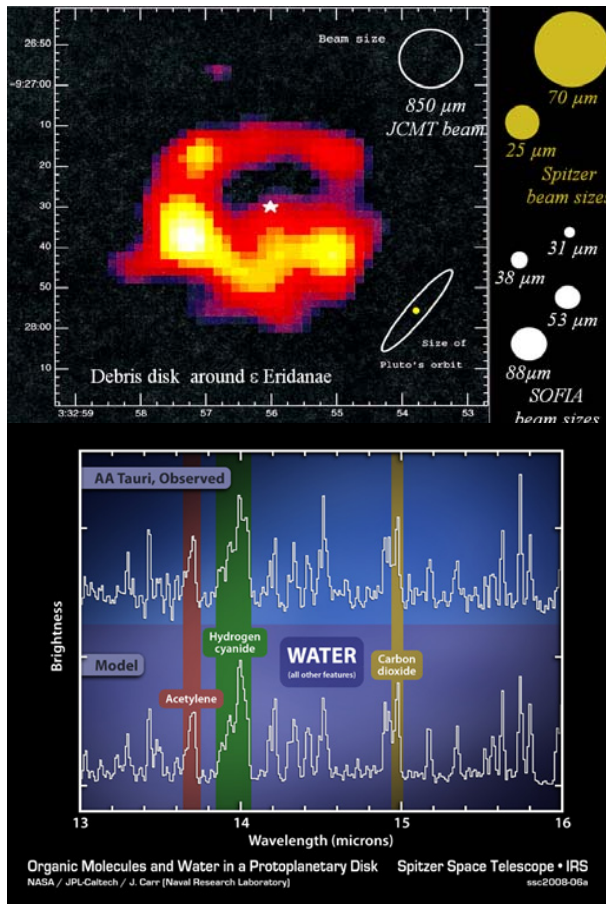 26:50
Beam size
-9:27:00
850 µm
JCMT beam
70 µm
10
25 µm
Spitzer
beam sizes
20
30
31 µm
40
38 µm
50
53 µm
28:00
Size of
Pluto's orbit
88µm
10
Debris disk around ε Eridanae
SOFIA
beam sizes
3:32:59
58
57
56
55
54
53
AA Tauri, Observed
Brightness
Hydrogen
cyanide
WATER
(all other features)
Carbon
dioxide
Model
Acetylene
13
14
15
16
Wavelength (microns)
Organic Molecules and Water in a Protoplanetary Disk
Spitzer Space Telescope • IRS
NASA / JPL-Caltech / J. Carr (Naval Research Laboratory)
ssc2008-06a